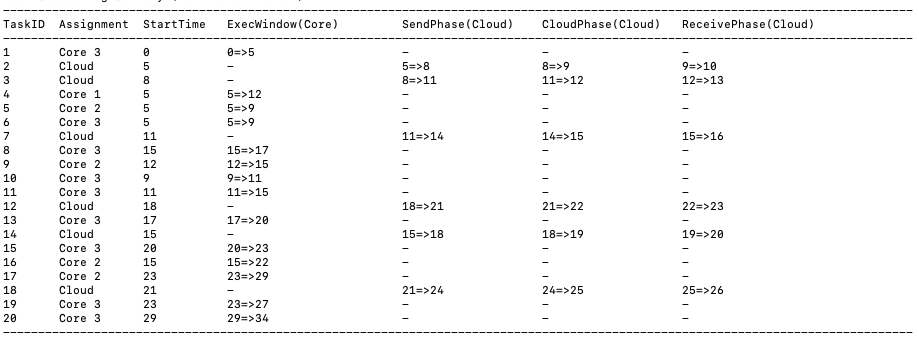 TaskID Assignment StartTime ExecWindow(Core) SendPhase(Cloud) CloudPhase(Cloud) ReceivePhase(Cloud)
1 Core 3 0 0=>5 – – –
2 Cloud 5 – 5=>8 8=>9 9=>10
3 Cloud 8 – 8=>11 11=>12 12=>13
4 Core 1 5 5=>12 – – –
5 Core 2 5 5=>9 – – –
6 Core 3 5 5=>9 – – –
7 Cloud 11 – 11=>14 14=>15 15=>16
8 Core 3 15 15=>17 – – –
9 Core 2 12 12=>15 – – –
10 Core 3 9 9=>11 – – –
11 Core 3 11 11=>15 – – –
12 Cloud 18 – 18=>21 21=>22 22=>23
13 Core 3 17 17=>20 – – –
14 Cloud 15 – 15=>18 18=>19 19=>20
15 Core 3 20 20=>23 – – –
16 Core 2 15 15=>22 – – –
17 Core 2 23 23=>29 – – –
18 Cloud 21 – 21=>24 24=>25 25=>26
19 Core 3 23 23=>27 – – –
20 Core 3 29 29=>34 – – –